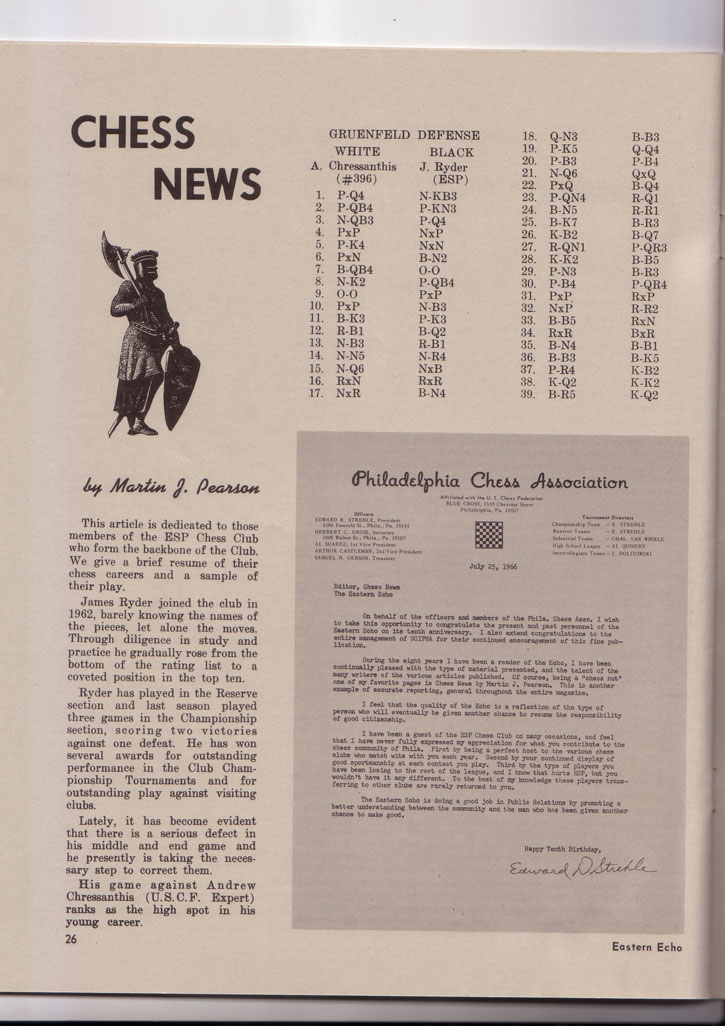 CHESS
NEWS
by Martin J. Pearson
This article is dedicated to those
members of the ESP Chess Club
who form the backbone of the Club.
We give a brief resume of their
chess careers and a sample of
their play.
James Ryder joined the club in
1962, barely knowing the names of
the pieces, let alone the moves.
Through diligence in study and
practice he gradually rose from the
bottom of the rating list to a
coveted position in the top ten.
Ryder has played in the Reserve
section and last season played
three games in the Championship
section, scoring two victories
against one defeat. He has won
several awards for outstanding
performance in the Club Cham-
pionship Tournaments and for
outstanding play against visiting
clubs.
Lately, it has become evident
that there is a serious defect in
his middle and end game and
he presently is taking the neces-
sary step to correct them.
His game against Andrew
Chressanthis (U.S.C.F. Expert)
ranks as the high spot in his
young career.
GRUENFELD DEFENSE
WHITE BLACK
A. Chressanthis J. Ryder
(#396) (ESP)
1. P-Q4 N-KB3
2. P-QB4 P-KN3
3. N-QB3 P-Q4
4. PxP NxP
5. P-K4 NxN
6. PxN B-N2
7. B-QB4 O-O
8. N-K2 P-QB4
9. O-O PxP
10. PxP N-B3
11. B-K3 P-K3
12. R-B1 B-Q2
13. N-B3 R-B1
14. N-N5 N-R4
15. N-Q6 NxB
16. RxN RxR
17. NxR B-N4
18. Q-N3 B-B3
19. P-K5 Q-Q4
20. P-B3 P-B4
21. N-Q6 QxQ
22. PxQ B-Q4
23. P-QN4 R-Q1
24. B-N5 R-R1
25. B-K7 B-R3
26. K-B2 B-Q7
27. R-QN1 P-QR3
28. K-K2 B-B5
29. P-N3 B-R3
30. P-B4 P-QR4
31. PxP RxP
32. NxP R-R2
33. B-B5 RxN
34. RxR BxR
35. B-N4 B-B1
36. B-B3 B-K5
37. P-R4 K-B2
38. K-Q2 K-K2
39. B-R5 K-Q2
Philadelphia Chess Association
Affiliated with the U. S. Chess Federation
BLUE CROSS, 1339 Chestnut Street
Philadelphia, Pa. 19107
Officers
EDWARD R. STREHLE, President
HERBERT C. GROSS, Secretary
AL SUAREZ, 1st Vice President
ARTHUR CASTLEMAN, 2nd Vice President
SAMUEL N. GERSON, Treasurer
Tournament Directors
Championship Team - E. STREHLE
Reserve Teams - E. STREHLE
Industrial Teams - CHAS. VAN WINKLE
High School League - AL QUINDRY
Intercollegiate Teams - J. POLITOWSKI
July 25, 1966
Editor, Chess News
The Eastern Echo
On behalf of the officers and members of the Phila, Chess Assn. I wish
to take this opportunity to congratulate the present and past personnel of the
Eastern Echo on its tenth anniversary. I also extend congratulations to the
entire management of SCIPHA for their continued encouragement of this fine pub-
lication.
During the eight years I have been a reader of the Echo, I have been
continually pleased with the type of material presented, and the talent of the
many writers of the various articles published. Of course, being a "chess nut"
one of my favorite pages is Chess News by Martin J. Pearson. This is another
example of accurate reporting, general throughout the entire magazine.
I feel that the quality of the Echo is a reflection of the type of
person who will eventually be given another chance to resume the responsibility
of good citizenship.
I have been a guest of the ESP Chess Club on many occasions, and feel
that I have never fully expressed my appreciation for what you contribute to the
chess community of Phila. First by being a perfect host to the various chess
clubs who match wits with you each year. Second by your continued display of
good sportmanship at each contest you play. Third by the type of players you
have been losing to the rest of the league, and I know that hurts ESP, but you
wouldn't have it any different. To the best of my knowledge these players trans-
ferring to other clubs are rarely returned to you.
The Eastern Echo is doing a good job in Public Relations by promoting a
better understanding between the community and the man who has been given another
chance to make good.
Happy Tenth Birthday,
Edward D Strehle
26
Eastern Echo